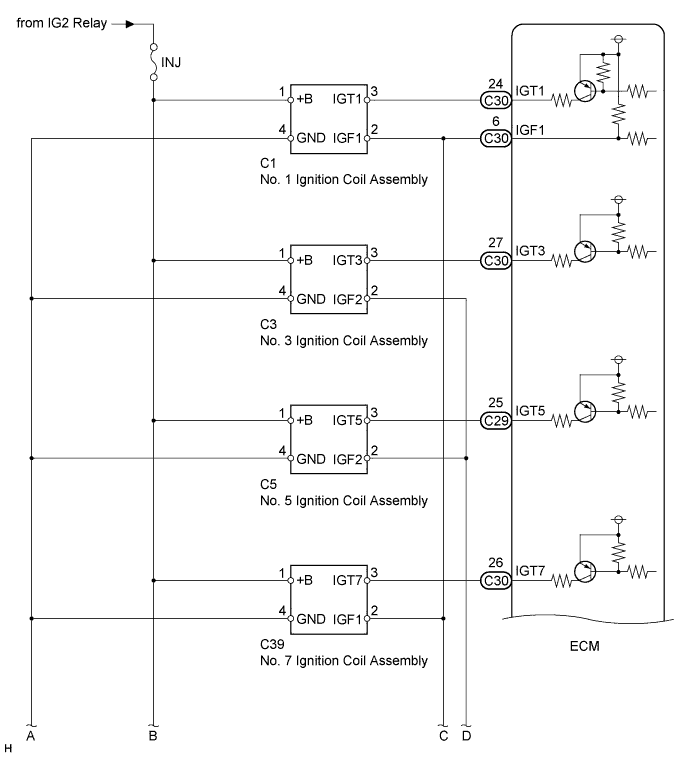 from IG2 Relay
INJ
1 +B IGT1 3
24
C30 IGT1
4 GND IGF1 2
6
C30 IGF1
C1
No. 1 Ignition Coil Assembly
1 +B IGT3 3
27
C30 IGT3
4 GND IGF2 2
C3
No. 3 Ignition Coil Assembly
1 +B IGT5 3
25
C29 IGT5
4 GND IGF2 2
C5
No. 5 Ignition Coil Assembly
1 +B IGT7 3
26
C30 IGT7
4 GND IGF1 2
C39
No. 7 Ignition Coil Assembly
ECM
A B C D
H